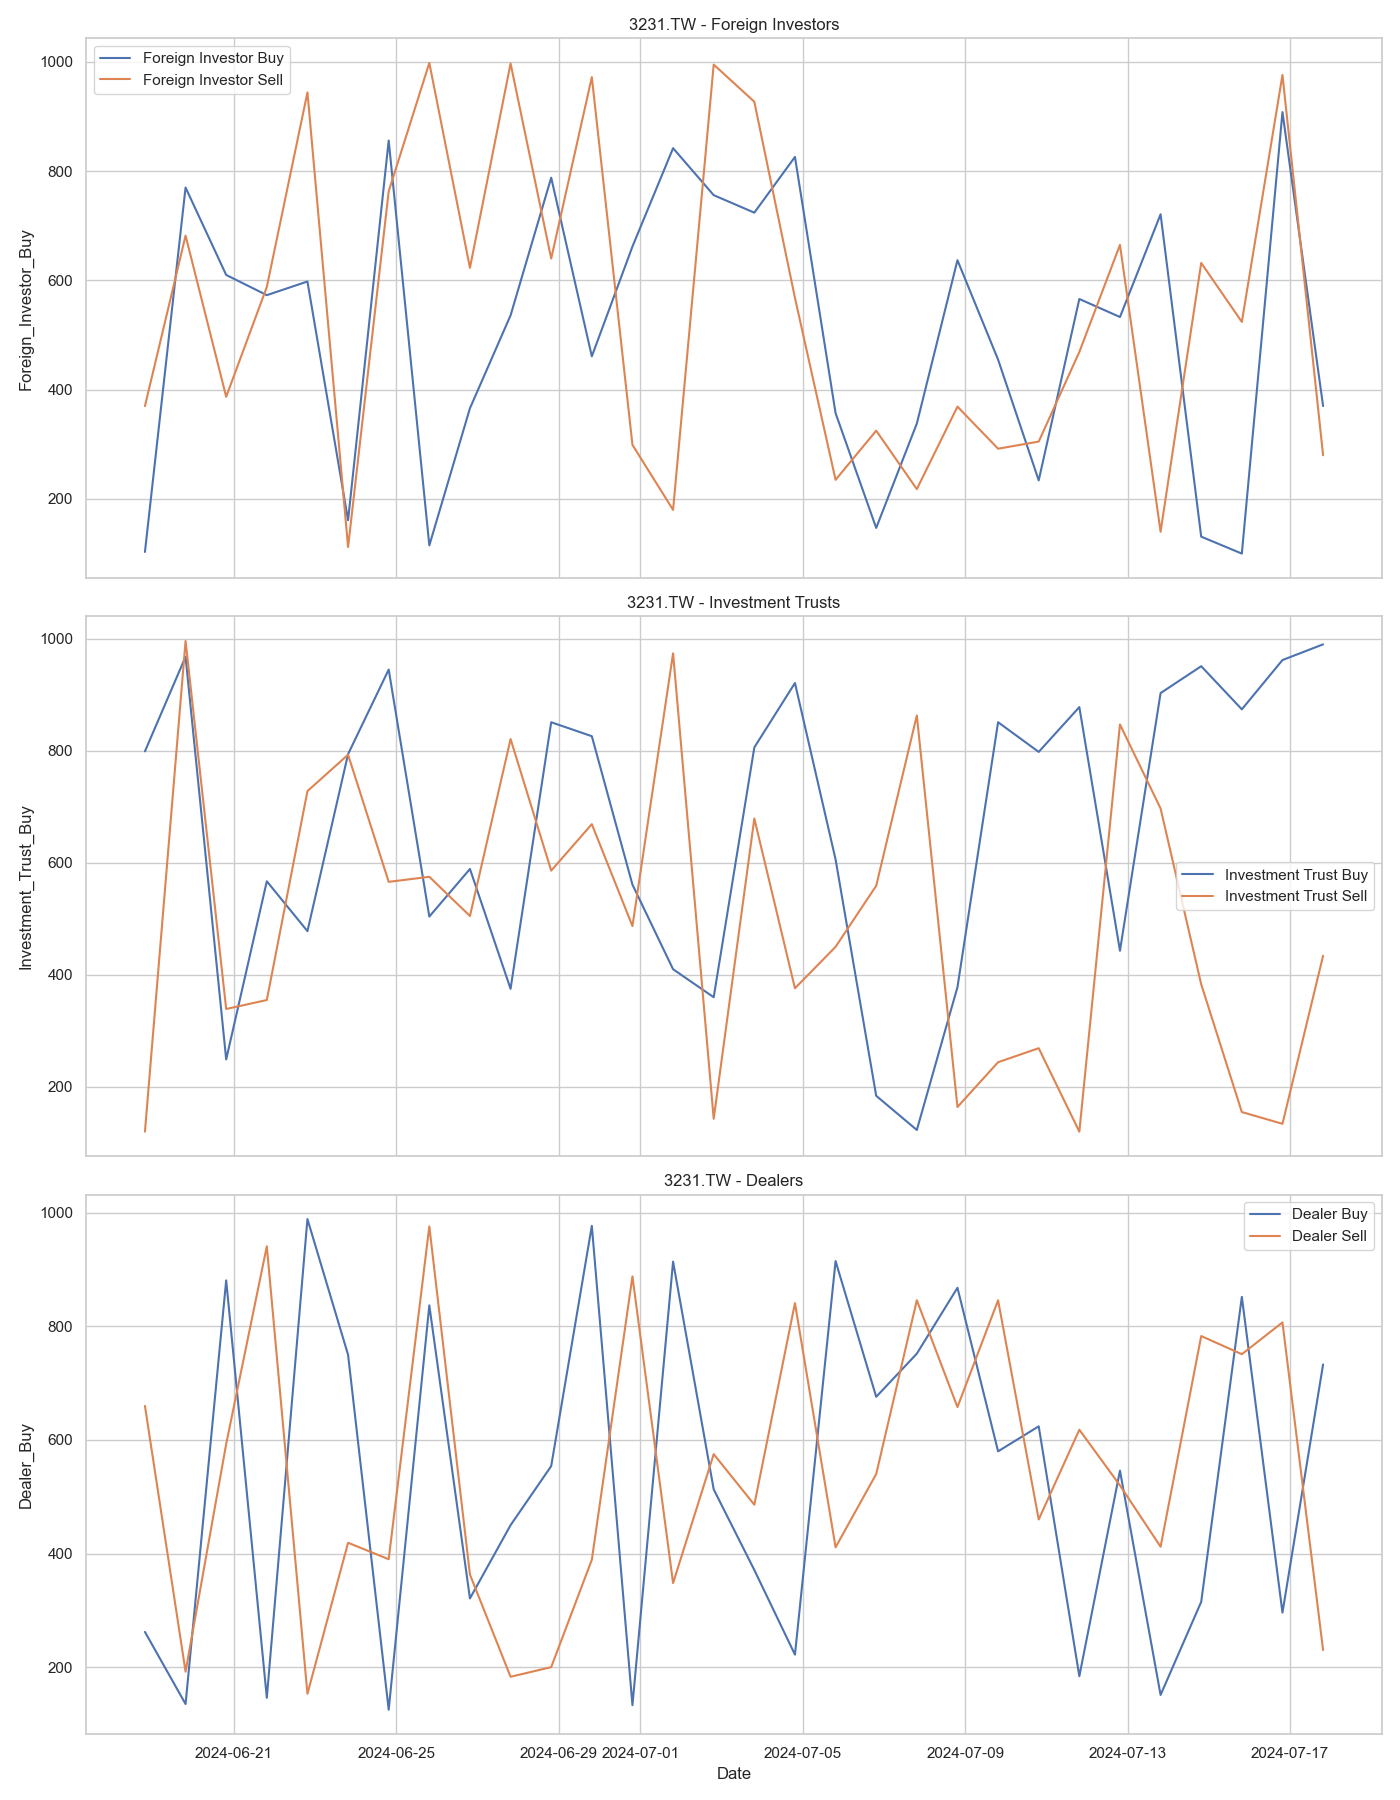 3231.TW - Foreign Investors
Foreign Investor Buy
Foreign Investor Sell
Foreign_Investor_Buy
1000
800
600
400
200
3231.TW - Investment Trusts
Investment Trust Buy
Investment Trust Sell
Investment_Trust_Buy
1000
800
600
400
200
3231.TW - Dealers
Dealer Buy
Dealer Sell
Dealer_Buy
1000
800
600
400
200
2024-06-21 2024-06-25 2024-06-29 2024-07-01 2024-07-05 2024-07-09 2024-07-13 2024-07-17
Date